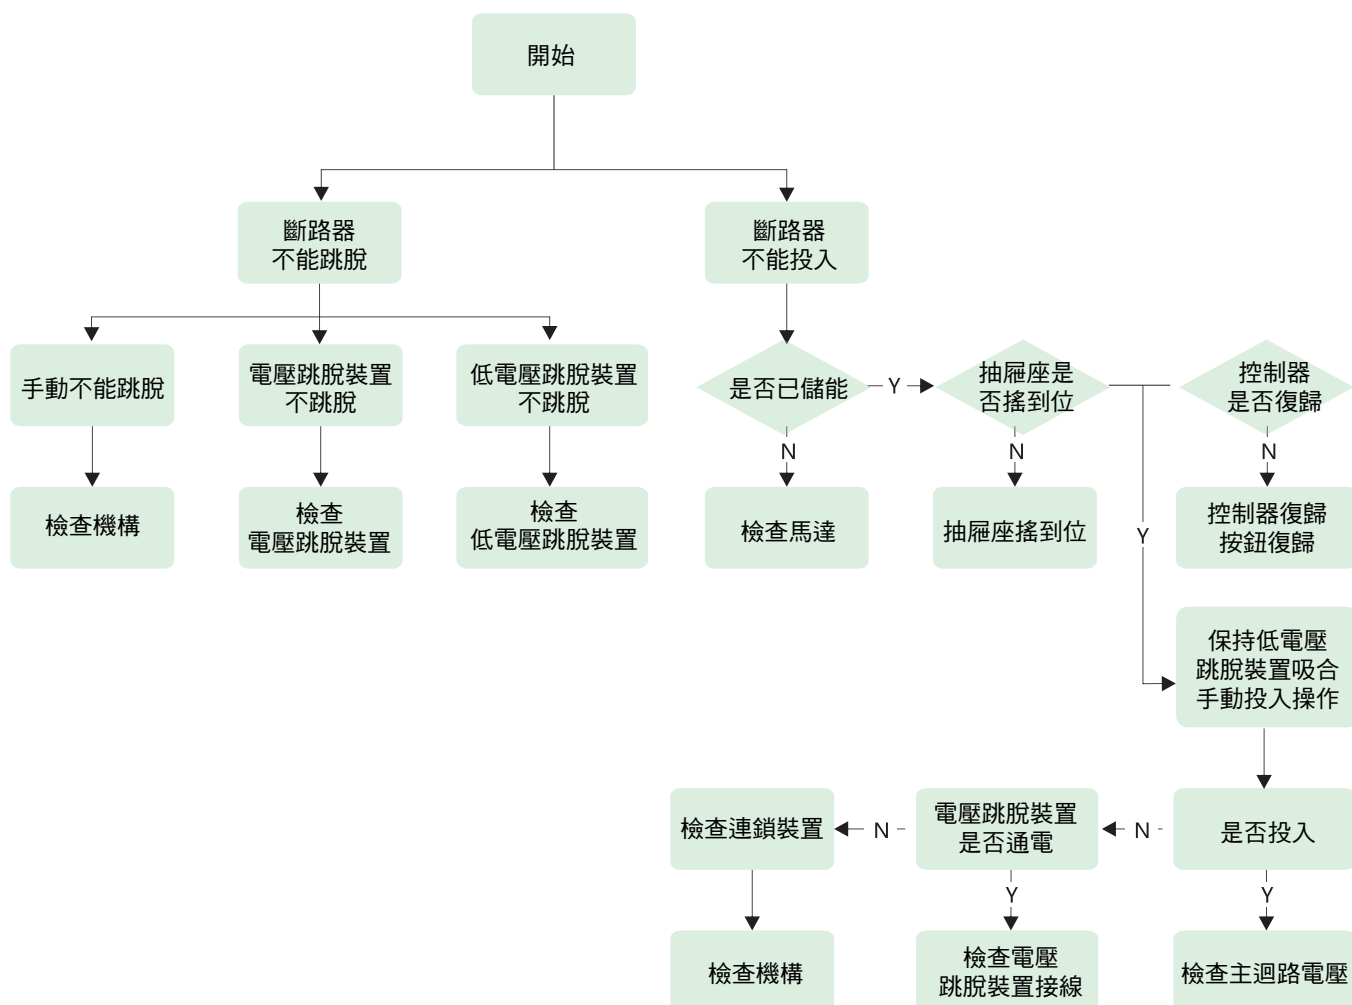 開始
斷路器
不能跳脫
斷路器
不能投入
手動不能跳脫
電壓跳脫裝置
不跳脫
低電壓跳脫裝置
不跳脫
是否已儲能
Y
抽屜座是
否搖到位
控制器
是否復歸
N
N
N
檢查機構
檢查
電壓跳脫裝置
檢查
低電壓跳脫裝置
檢查馬達
抽屜座搖到位
Y
控制器復歸
按鈕復歸
保持低電壓
跳脫裝置吸合
手動投入操作
檢查連鎖裝置
N
電壓跳脫裝置
是否通電
N
是否投入
Y
Y
檢查機構
檢查電壓
跳脫裝置接線
檢查主迴路電壓